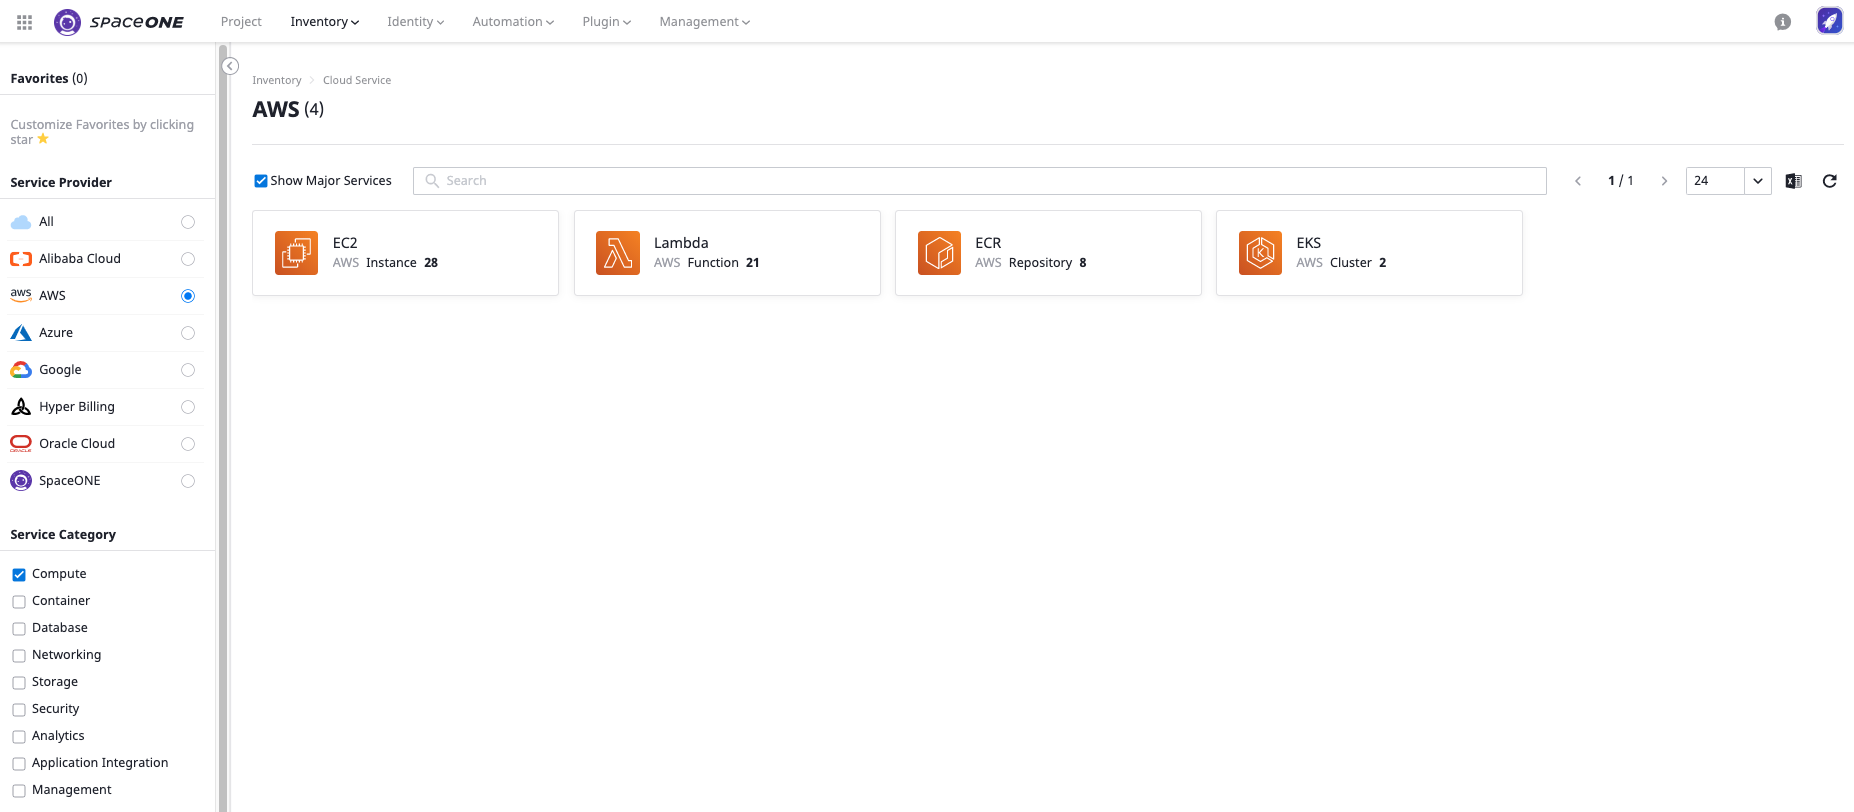 SPACEONE
Project
Inventory
Identity
Automation
Plugin
Management
Favorites (0)
Customize Favorites by clicking
star
Service Provider
All
Alibaba Cloud
aws AWS
Azure
Google
Hyper Billing
ORACLE Oracle Cloud
SpaceONE
Service Category
Compute
Container
Database
Networking
Storage
Security
Analytics
Application Integration
Management
Inventory
Cloud Service
AWS (4)
Show Major Services
Search
1 / 1
24
EC2
AWS Instance 28
Lambda
AWS Function 21
ECR
AWS Repository 8
K
EKS
AWS Cluster 2